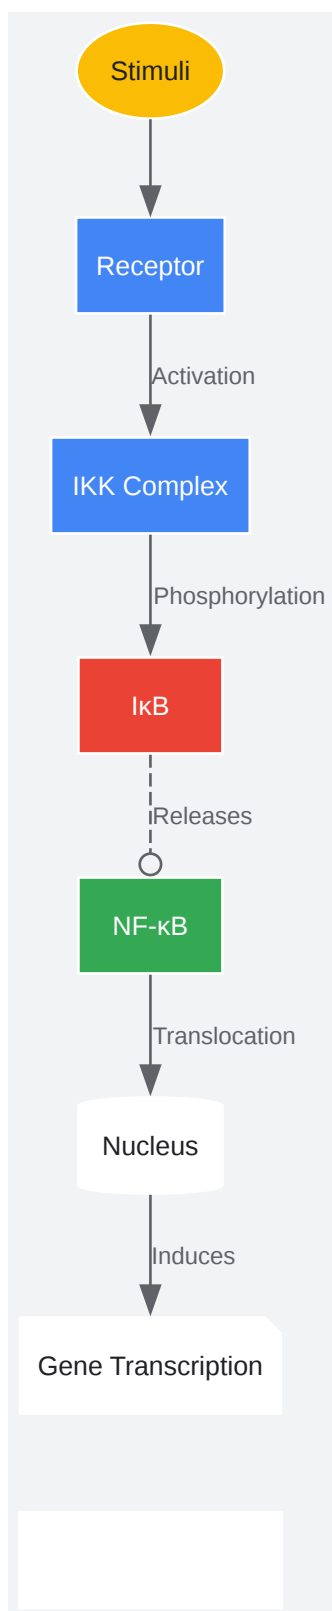 Stimuli
Receptor
Activation
IKK Complex
Phosphorylation
IκB
Releases
NF-κB
Translocation
Nucleus
Induces
Gene Transcription